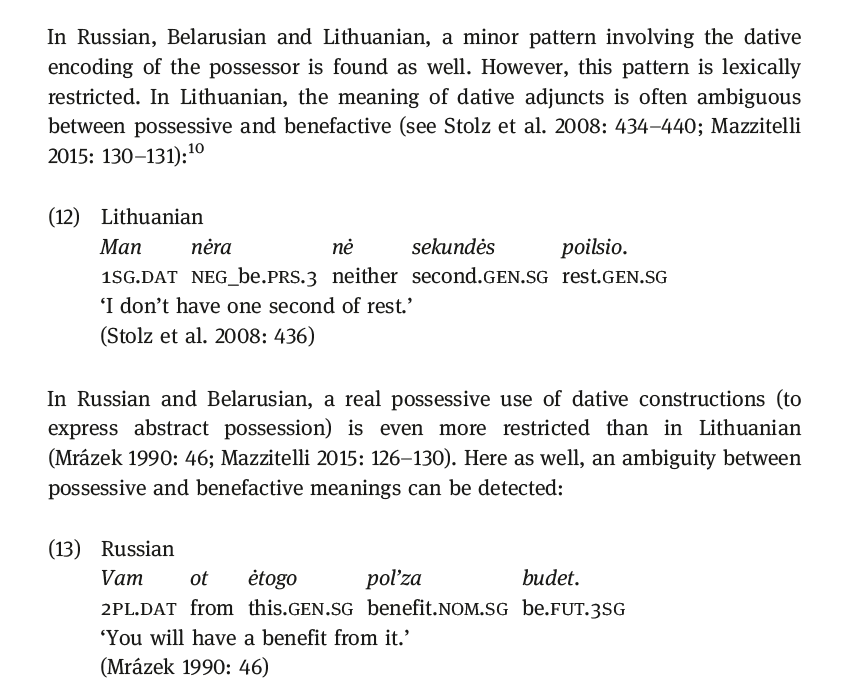 In Russian, Belarusian and Lithuanian, a minor pattern involving the dative
encoding of the possessor is found as well. However, this pattern is lexically
restricted. In Lithuanian, the meaning of dative adjuncts is often ambiguous
between possessive and benefactive (see Stolz et al. 2008: 434–440; Mazzitelli
2015: 130–131):¹⁰
(12) Lithuanian
Man nėra nė sekundės poilsio.
1SG.DAT NEG_be.PRS.3 neither second.GEN.SG rest.GEN.SG
‘I don’t have one second of rest.’
(Stolz et al. 2008: 436)
In Russian and Belarusian, a real possessive use of dative constructions (to
express abstract possession) is even more restricted than in Lithuanian
(Mrázek 1990: 46; Mazzitelli 2015: 126–130). Here as well, an ambiguity between
possessive and benefactive meanings can be detected:
(13) Russian
Vam ot ėtogo pol’za budet.
2PL.DAT from this.GEN.SG benefit.NOM.SG be.FUT.3SG
‘You will have a benefit from it.’
(Mrázek 1990: 46)